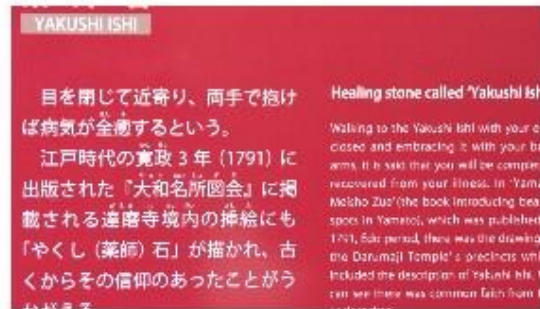 YAKUSHI ISHI
目を閉じて近寄り、両手で抱け
ば病気が全癒するという。
江戸時代の寛政3年(1791)に
出版された『大和名所図会』に掲
載される達磨寺境内の挿絵にも
「やくし(薬師)石」が描かれ、古
くからその信仰のあったことがう
かがえる
Healing stone called 'Yakushi Ish
Walking to the Yakushi Ishi with your e
closed and embracing it with your b
arms, it is said that you will be comple
recovered from your illness. In 'Yama
Meisho Zue' (the book introducing beau
spots in Yamato), which was published
1791, Edo period, there was the drawing
the Darumaji Temple's precincts whi
included the description of Yakushi Ishi.
can see there was common faith from t